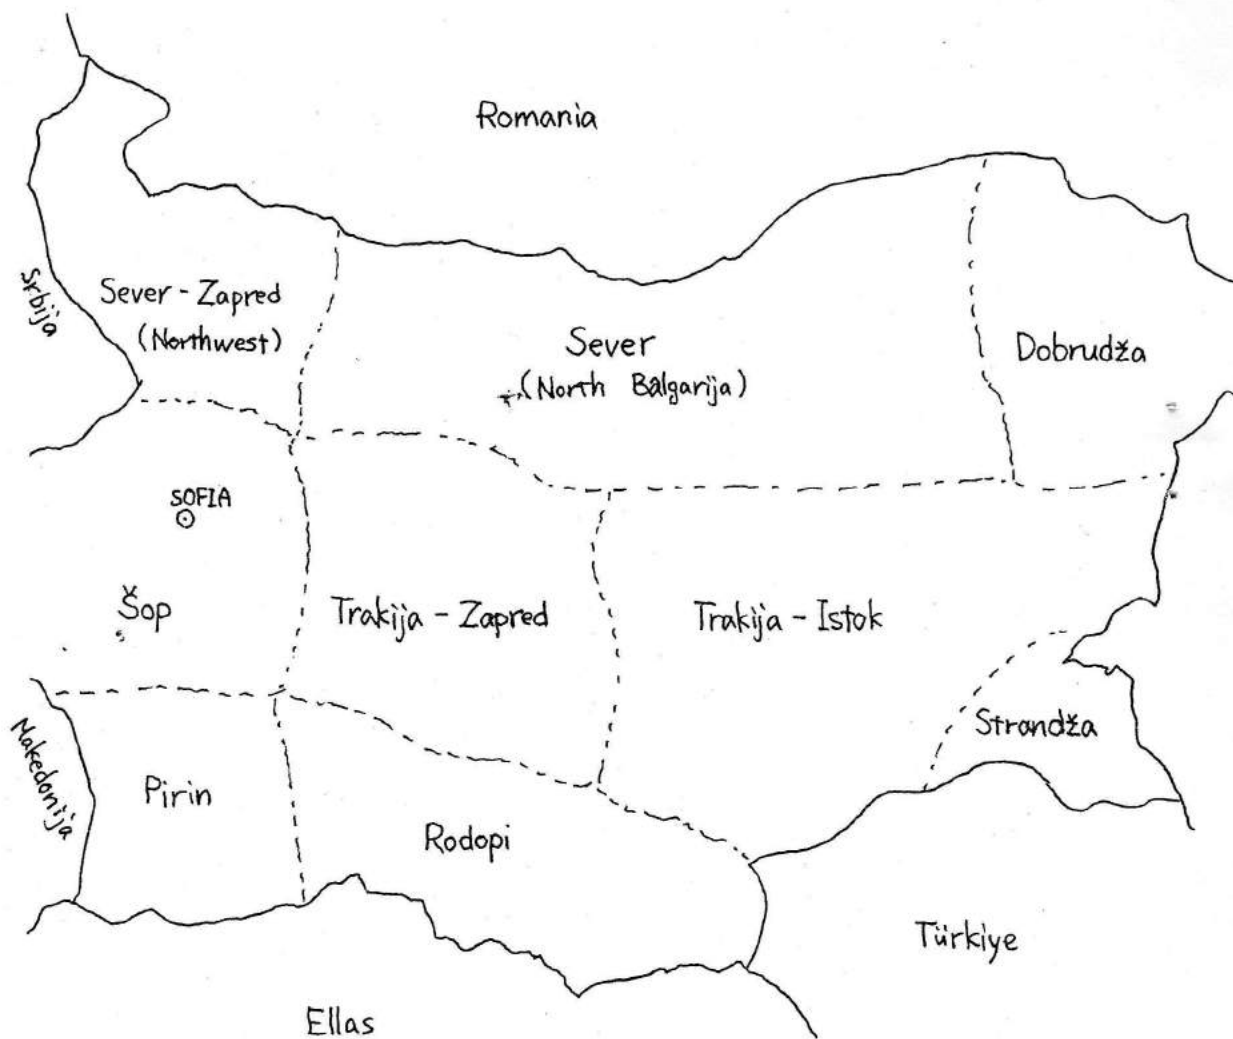 Romania
Srbija
Sever - Zapred
(Northwest)
Sever
(North Bălgarija)
Dobrudža
SOFIA
Šop
Trakija - Zapred
Trakija - Istok
Strandža
Makedonija
Pirin
Rodopi
Türkiye
Ellas